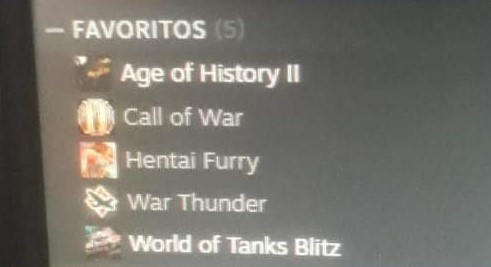 — FAVORITOS (5)
Age of History II
Call of War
Hentai Furry
War Thunder
World of Tanks Blitz